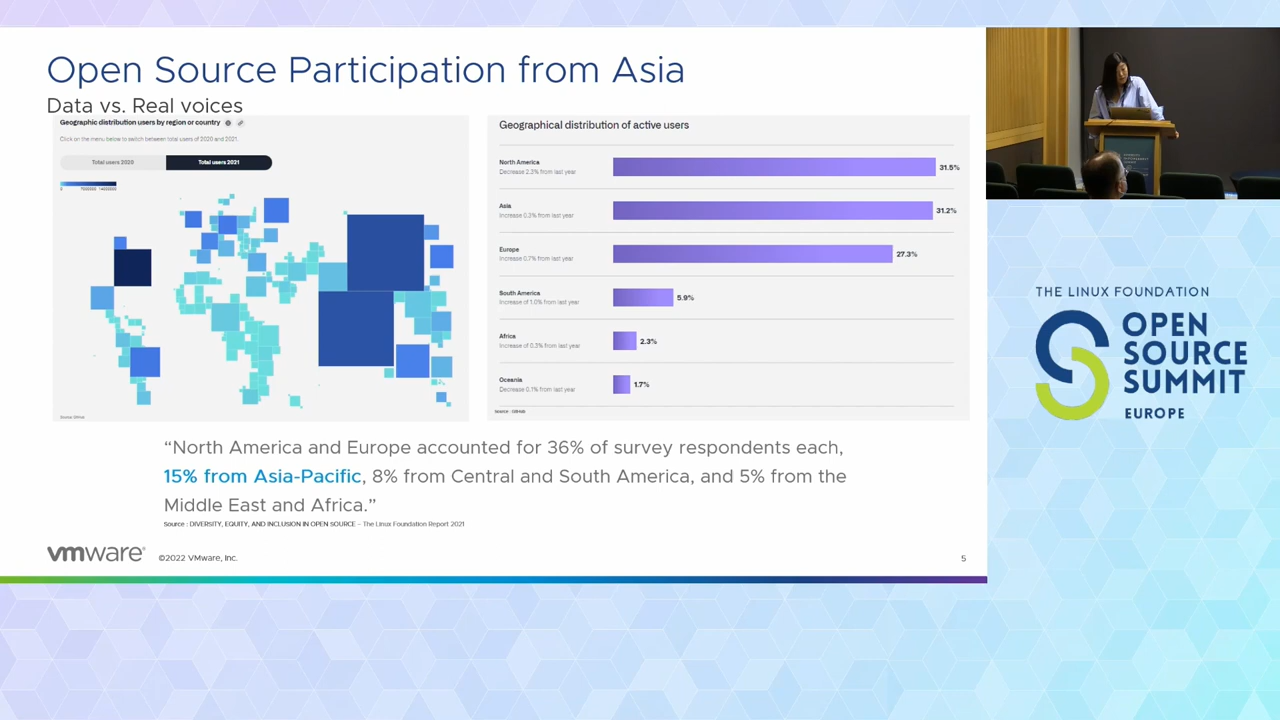 Open Source Participation from Asia
Data vs. Real voices
Geographic distribution users by region or country
Click on the menu below to switch between total users of 2020 and 2021.
Total users 2020
Total users 2021
Source: GitHub
Geographical distribution of active users
North America
Decrease 2.3% from last year
31.5%
Asia
Increase 0.3% from last year
31.2%
Europe
Increase 0.7% from last year
27.3%
South America
Increase of 1.0% from last year
5.9%
Africa
Increase of 0.3% from last year
2.3%
Oceania
Decrease 0.1% from last year
1.7%
Source : GitHub
“North America and Europe accounted for 36% of survey respondents each,
15% from Asia-Pacific, 8% from Central and South America, and 5% from the
Middle East and Africa.”
Source : DIVERSITY, EQUITY, AND INCLUSION IN OPEN SOURCE – The Linux Foundation Report 2021
vmware®
©2022 VMware, Inc.
5
THE LINUX FOUNDATION
OPEN
SOURCE
SUMMIT
EUROPE